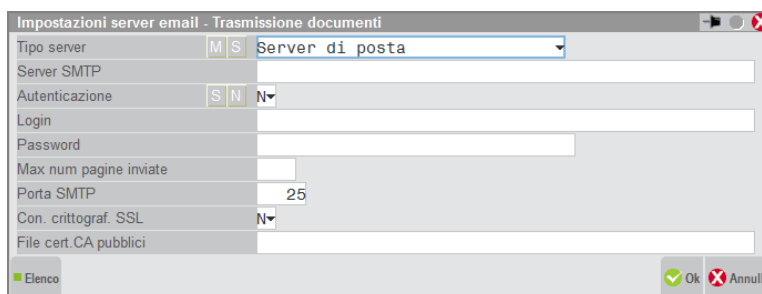 Impostazioni server email - Trasmissione documenti
Tipo server M S Server di posta
Server SMTP
Autenticazione S N N
Login
Password
Max num pagine inviate
Porta SMTP 25
Con. crittograf. SSL N
File cert.CA pubblici
Elenco Ok Annull